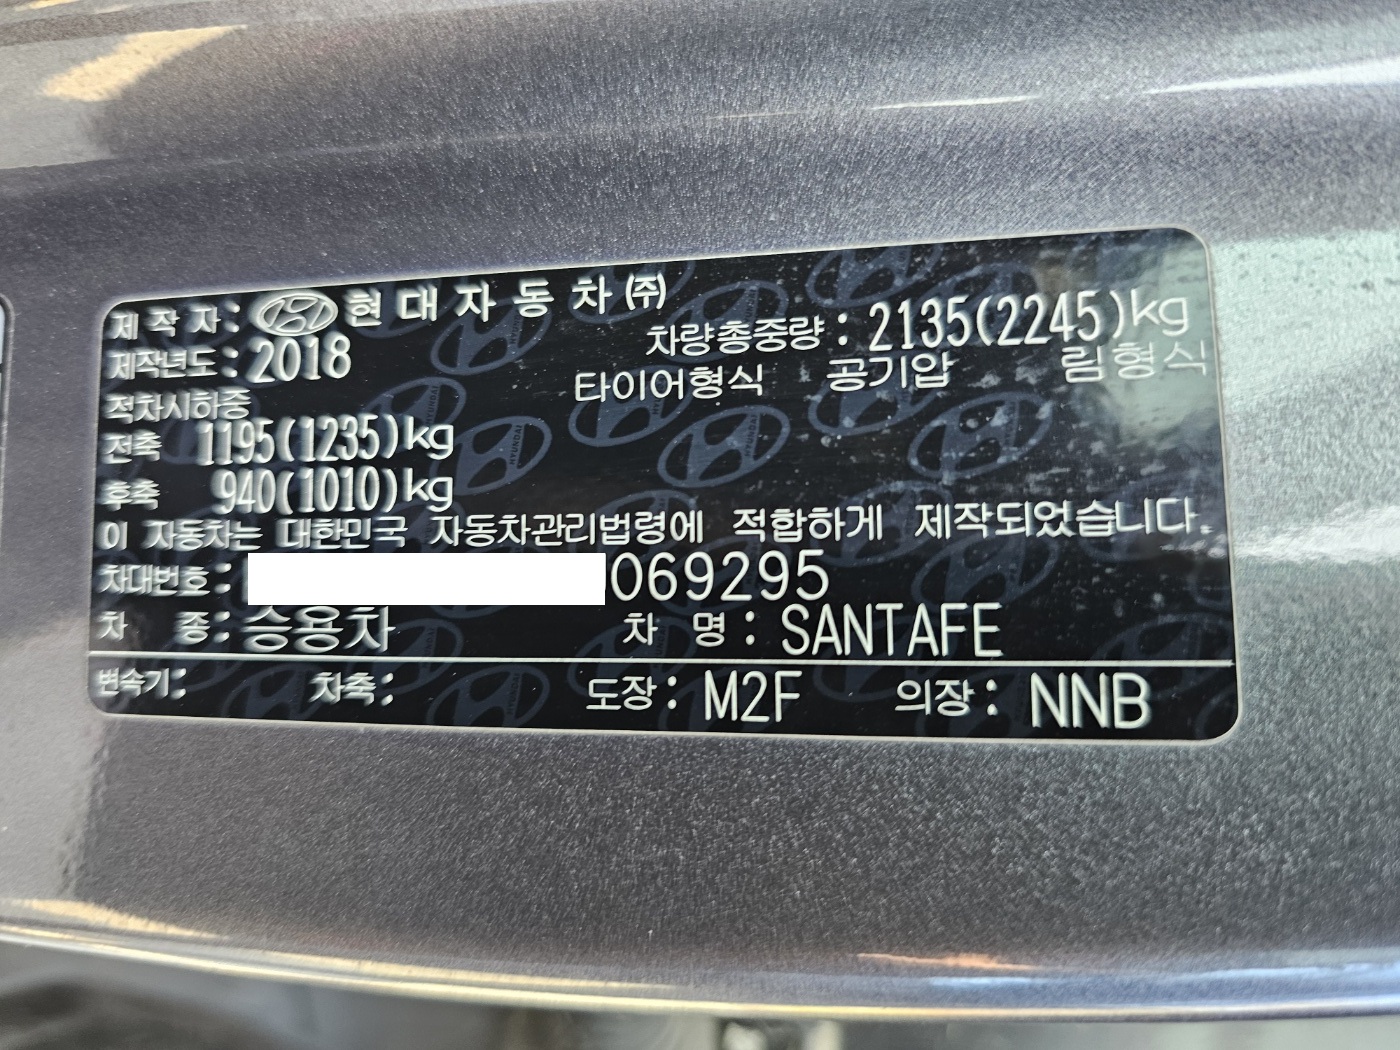 제 작 자 : 현 대 자 동 차 ㈜
제작년도 : 2018 차량총중량 : 2135(2245)kg
타이어형식 공기압 림형식
적차시하중
전축 1195(1235)kg
후축 940(1010)kg
이 자동차는 대한민국 자동차관리법령에 적합하게 제작되었습니다.
차대번호 : 069295
차 종 : 승용차 차 명 : SANTAFE
변속기 : 차축 : 도장 : M2F 의장 : NNB